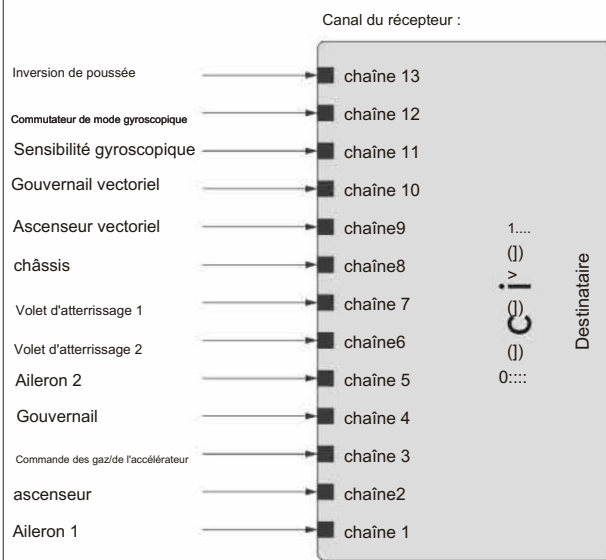 Canal du récepteur :
Inversion de poussée
chaîne 13
Commutateur de mode gyroscopique
chaîne 12
Sensibilité gyroscopique
chaîne 11
Gouvernail vectoriel
chaîne 10
Ascenseur vectoriel
chaîne9
châssis
chaîne8
Volet d'atterrissage 1
chaîne 7
Volet d'atterrissage 2
chaîne6
Aileron 2
chaîne 5
Gouvernail
chaîne 4
Commande des gaz/de l'accélérateur
chaîne 3
ascenseur
chaîne2
Aileron 1
chaîne 1
1....
(])
>
(])
(])
0::::
Destinataire